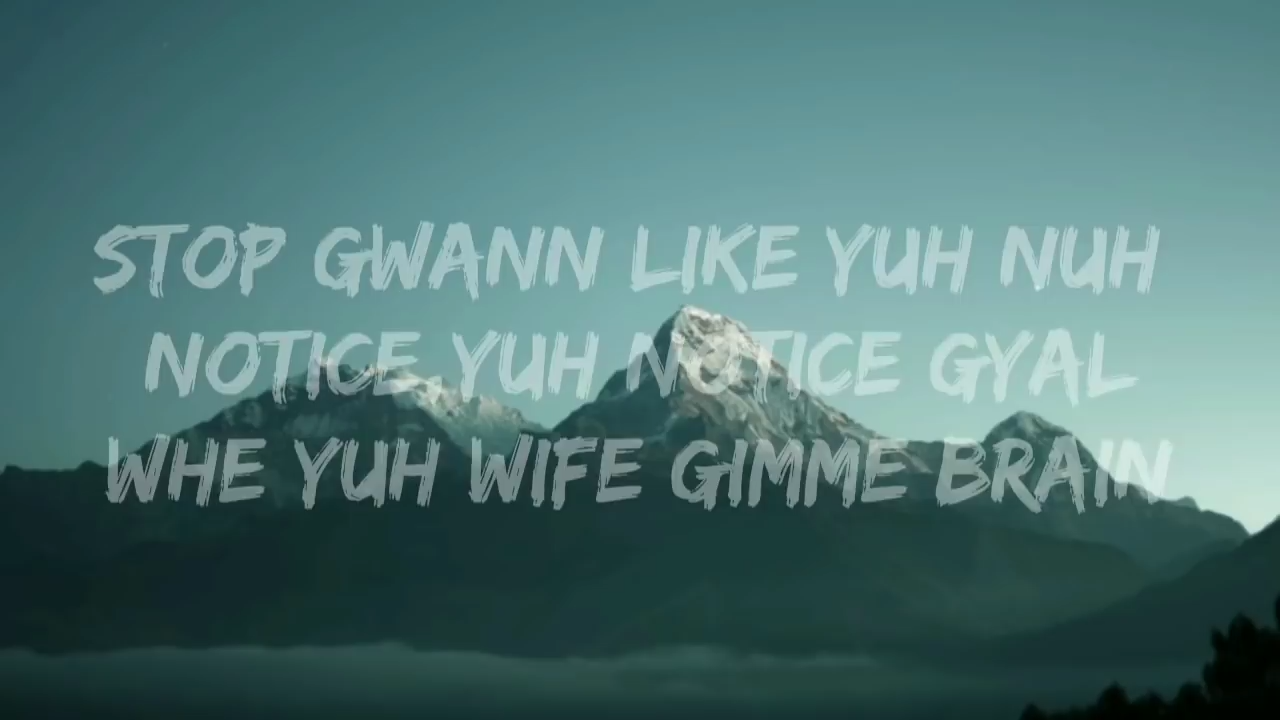 STOP GWANN LIKE YUH NUH
NOTICE YUH NOTICE GYAL
WHE YUH WIFE GIMME BRAIN